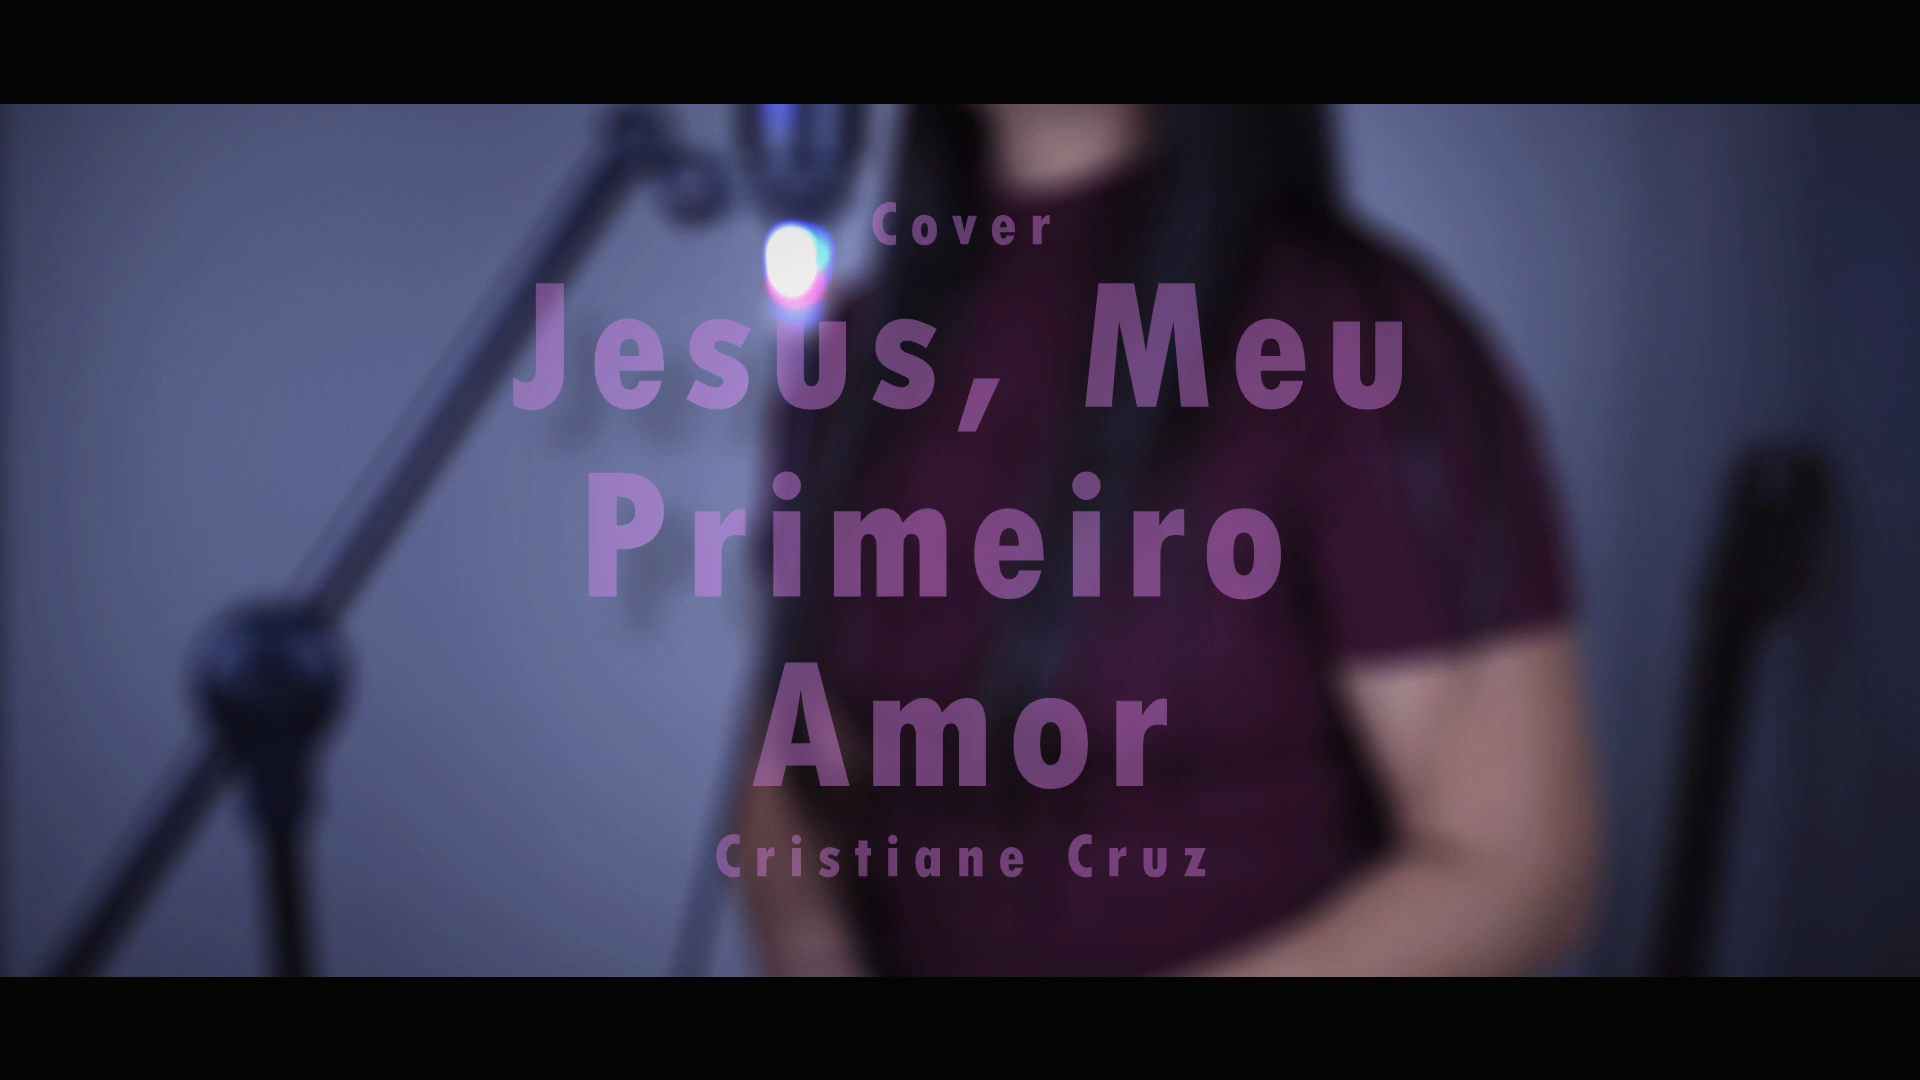 Cover
Jesus, Meu
Primeiro
Amor
Cristiane Cruz